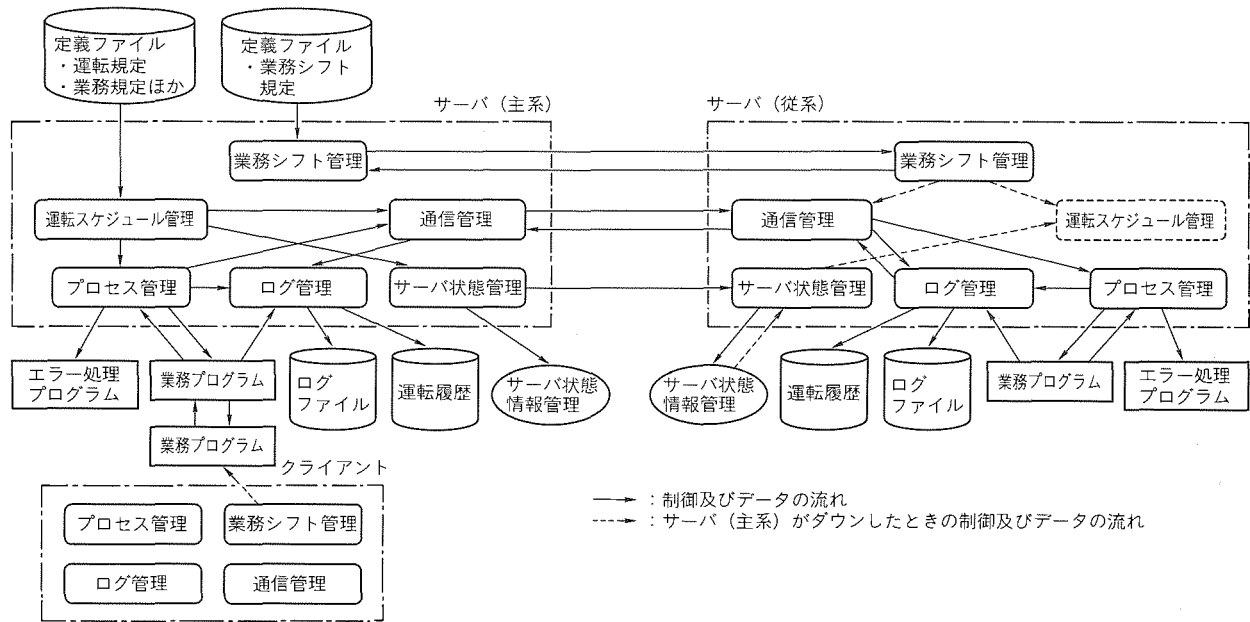 定義ファイル
・運転規定
・業務規定ほか
定義ファイル
・業務シフト
規定
サーバ（主系）
サーバ（従系）
業務シフト管理
業務シフト管理
運転スケジュール管理
通信管理
通信管理
運転スケジュール管理
プロセス管理
ログ管理
サーバ状態管理
サーバ状態管理
ログ管理
プロセス管理
エラー処理
プログラム
業務プログラム
ログ
ファイル
運転履歴
サーバ状態
情報管理
サーバ状態
情報管理
運転履歴
ログ
ファイル
業務プログラム
エラー処理
プログラム
業務プログラム
クライアント
プロセス管理
業務シフト管理
ログ管理
通信管理
：制御及びデータの流れ
：サーバ（主系）がダウンしたときの制御及びデータの流れ